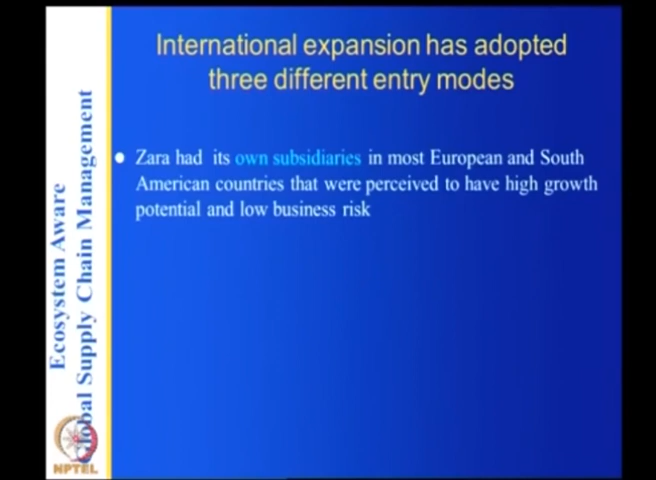 International expansion has adopted
three different entry modes
Zara had its own subsidiaries in most European and South
American countries that were perceived to have high growth
potential and low business risk
Ecosystem Aware
Global Supply Chain Management
NPTEL